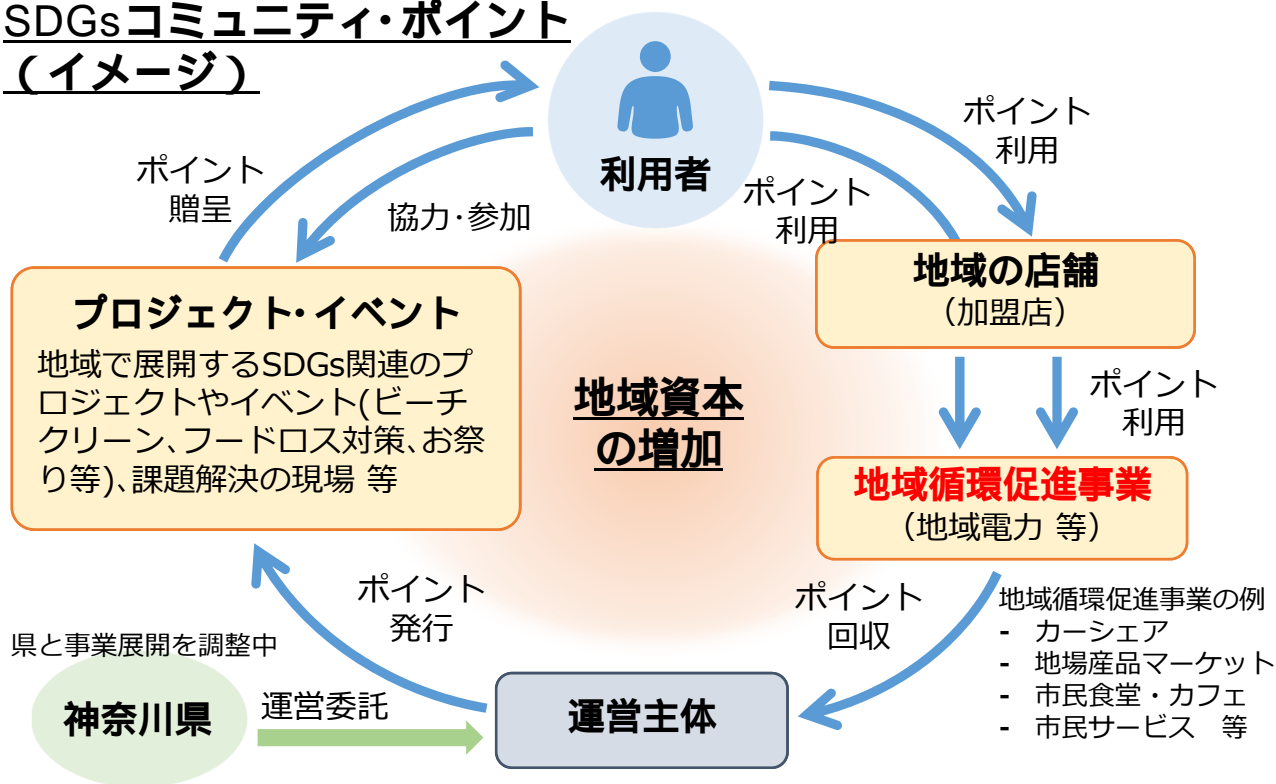 SDGsコミュニティ・ポイント
（イメージ）
利用者
ポイント
贈呈
協力・参加
ポイント
利用
ポイント
利用
プロジェクト・イベント
地域で展開するSDGs関連のプ
ロジェクトやイベント(ビーチ
クリーン、フードロス対策、お祭
り等)、課題解決の現場 等
地域資本
の増加
地域の店舗
（加盟店）
ポイント
利用
地域循環促進事業
（地域電力 等）
ポイント
発行
ポイント
回収
地域循環促進事業の例
- カーシェア
- 地場産品マーケット
- 市民食堂・カフェ
- 市民サービス　等
県と事業展開を調整中
神奈川県
運営委託
運営主体